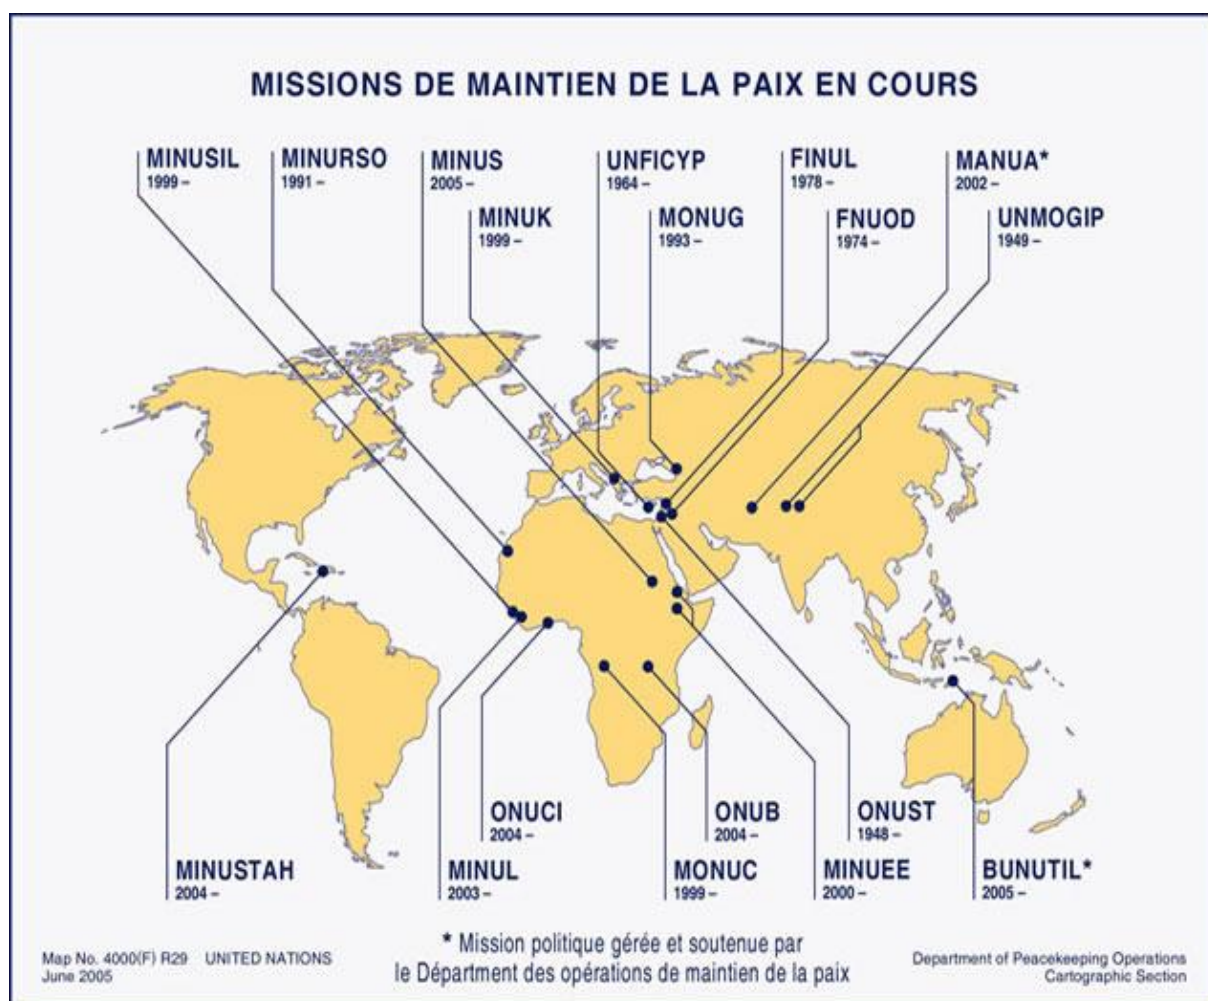 MISSIONS DE MAINTIEN DE LA PAIX EN COURS
MINUSIL
1999 –
MINURSO
1991 –
MINUS
2005 –
UNFICYP
1964 –
FINUL
1978 –
MANUA*
2002 –
MINUK
1999 –
MONUG
1993 –
FNUOD
1974 –
UNMOGIP
1949 –
ONUCI
2004 –
ONUB
2004 –
ONUST
1948 –
MINUSTAH
2004 –
MINUL
2003 –
MONUC
1999 –
MINUEE
2000 –
BUNUTIL*
2005 –
* Mission politique gérée et soutenue par
le Départment des opérations de maintien de la paix
Map No. 4000(F) R29 UNITED NATIONS
June 2005
Department of Peacekeeping Operations
Cartographic Section